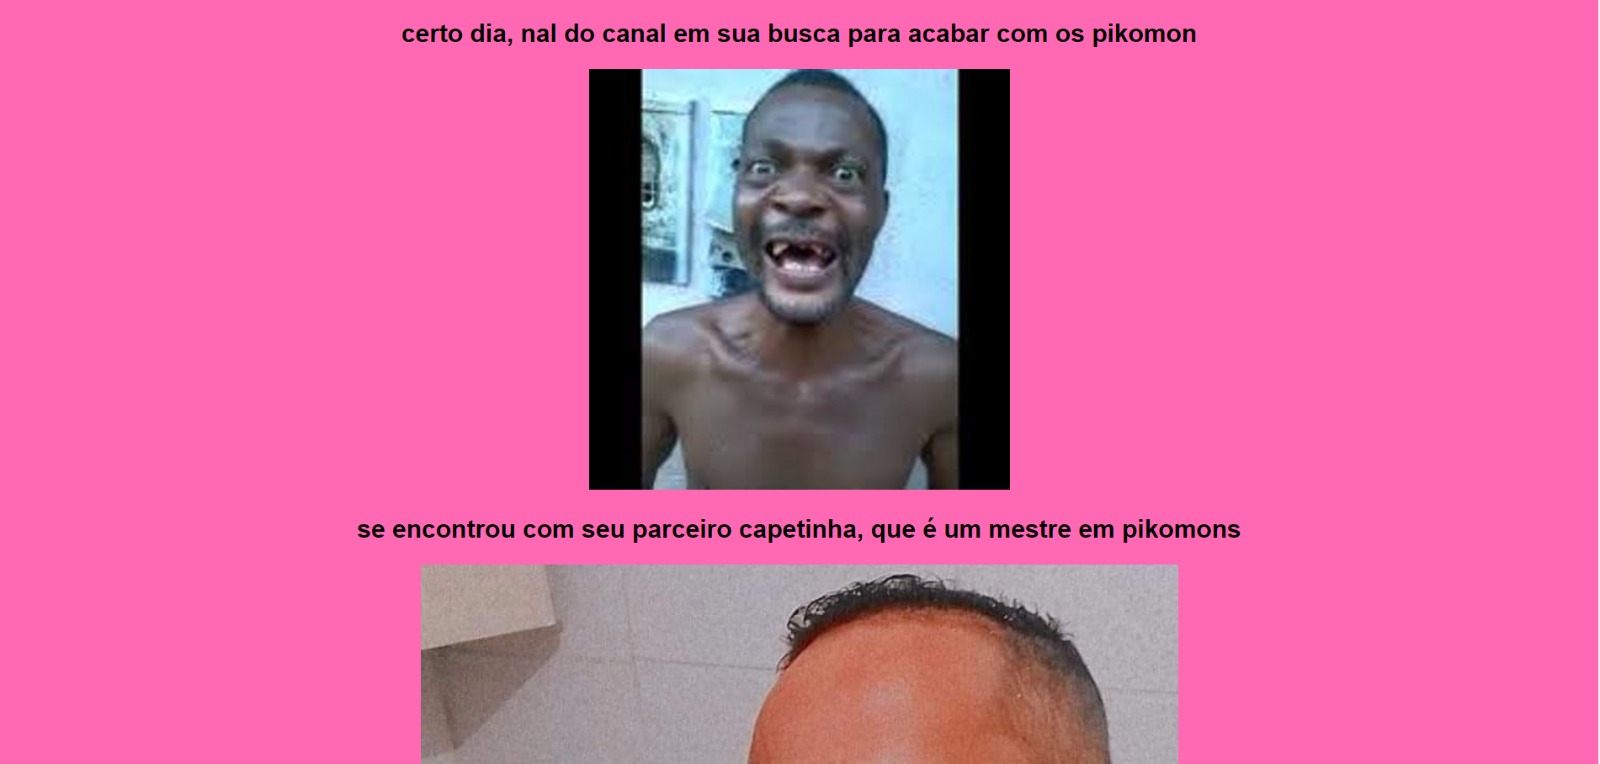 certo dia, nal do canal em sua busca para acabar com os pikomon
se encontrou com seu parceiro capetinha, que é um mestre em pikomons